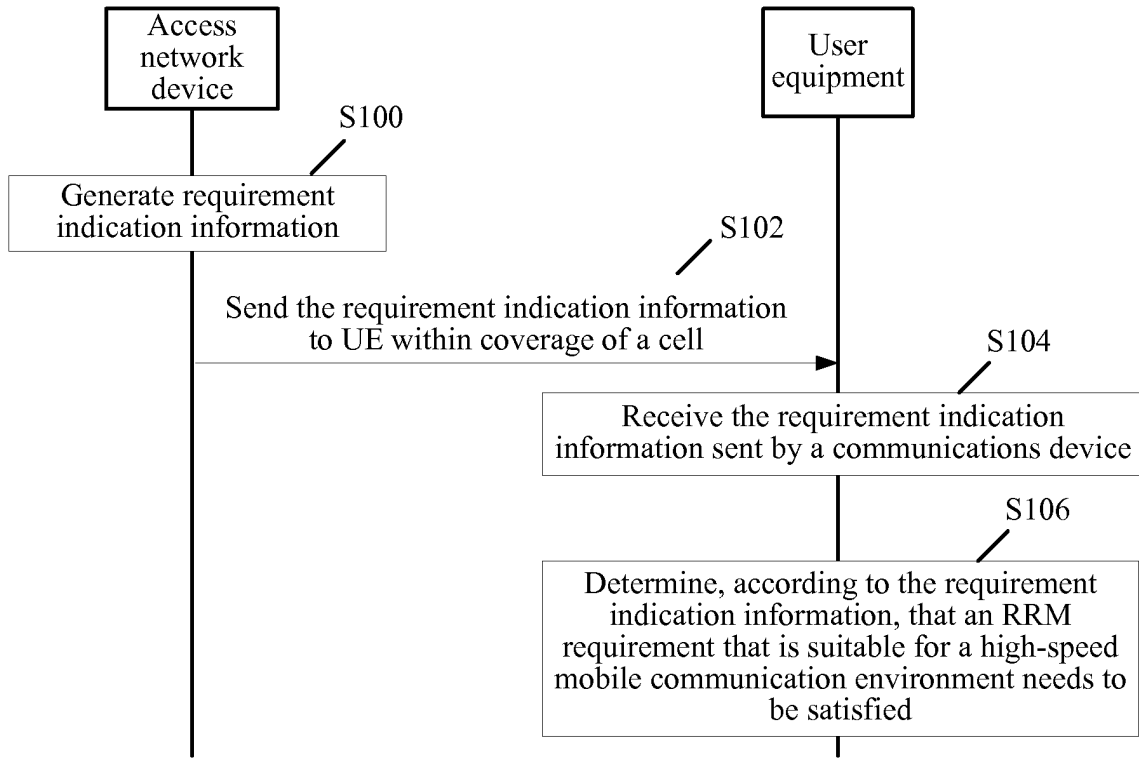 Access
network
device
User
equipment
S100
Generate requirement
indication information
S102
Send the requirement indication information
to UE within coverage of a cell
S104
Receive the requirement indication
information sent by a communications device
S106
Determine, according to the requirement
indication information, that an RRM
requirement that is suitable for a high-speed
mobile communication environment needs to
be satisfied